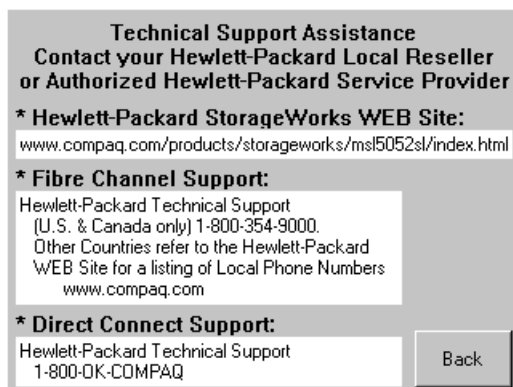 Technical Support Assistance
Contact your Hewlett-Packard Local Reseller
or Authorized Hewlett-Packard Service Provider
* Hewlett-Packard StorageWorks WEB Site:
www.compaq.com/products/storageworks/msl5052sl/index.html
* Fibre Channel Support:
Hewlett-Packard Technical Support
(U.S. & Canada only) 1-800-354-9000.
Other Countries refer to the Hewlett-Packard
WEB Site for a listing of Local Phone Numbers
www.compaq.com
* Direct Connect Support:
Hewlett-Packard Technical Support
1-800-OK-COMPAQ
Back